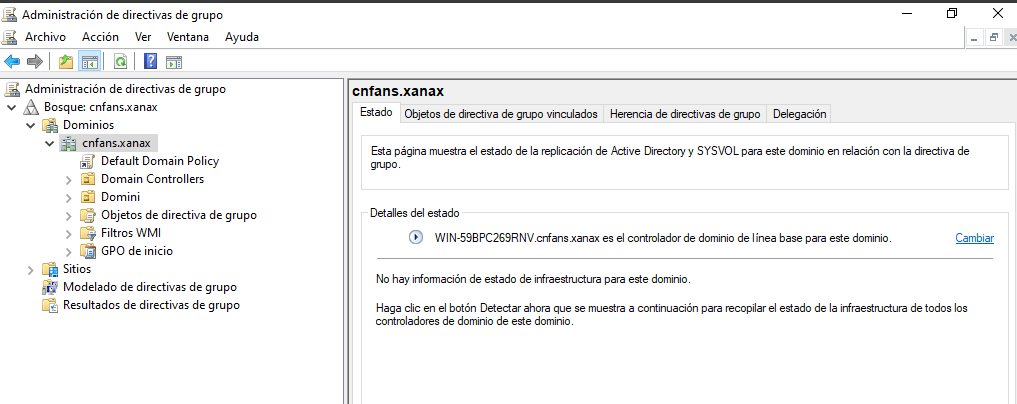 Administración de directivas de grupo
Archivo Acción Ver Ventana Ayuda
Administración de directivas de grupo
Bosque: cnfans.xanax
Dominios
cnfans.xanax
Default Domain Policy
Domain Controllers
Domini
Objetos de directiva de grupo
Filtros WMI
GPO de inicio
Sitios
Modelado de directivas de grupo
Resultados de directivas de grupo
cnfans.xanax
Estado Objetos de directiva de grupo vinculados Herencia de directivas de grupo Delegación
Esta página muestra el estado de la replicación de Active Directory y SYSVOL para este dominio en relación con la directiva de
grupo.
Detalles del estado
WIN-59BPC269RNV.cnfans.xanax es el controlador de dominio de línea base para este dominio. Cambiar
No hay información de estado de infraestructura para este dominio.
Haga clic en el botón Detectar ahora que se muestra a continuación para recopilar el estado de la infraestructura de todos los
controladores de dominio de este dominio.